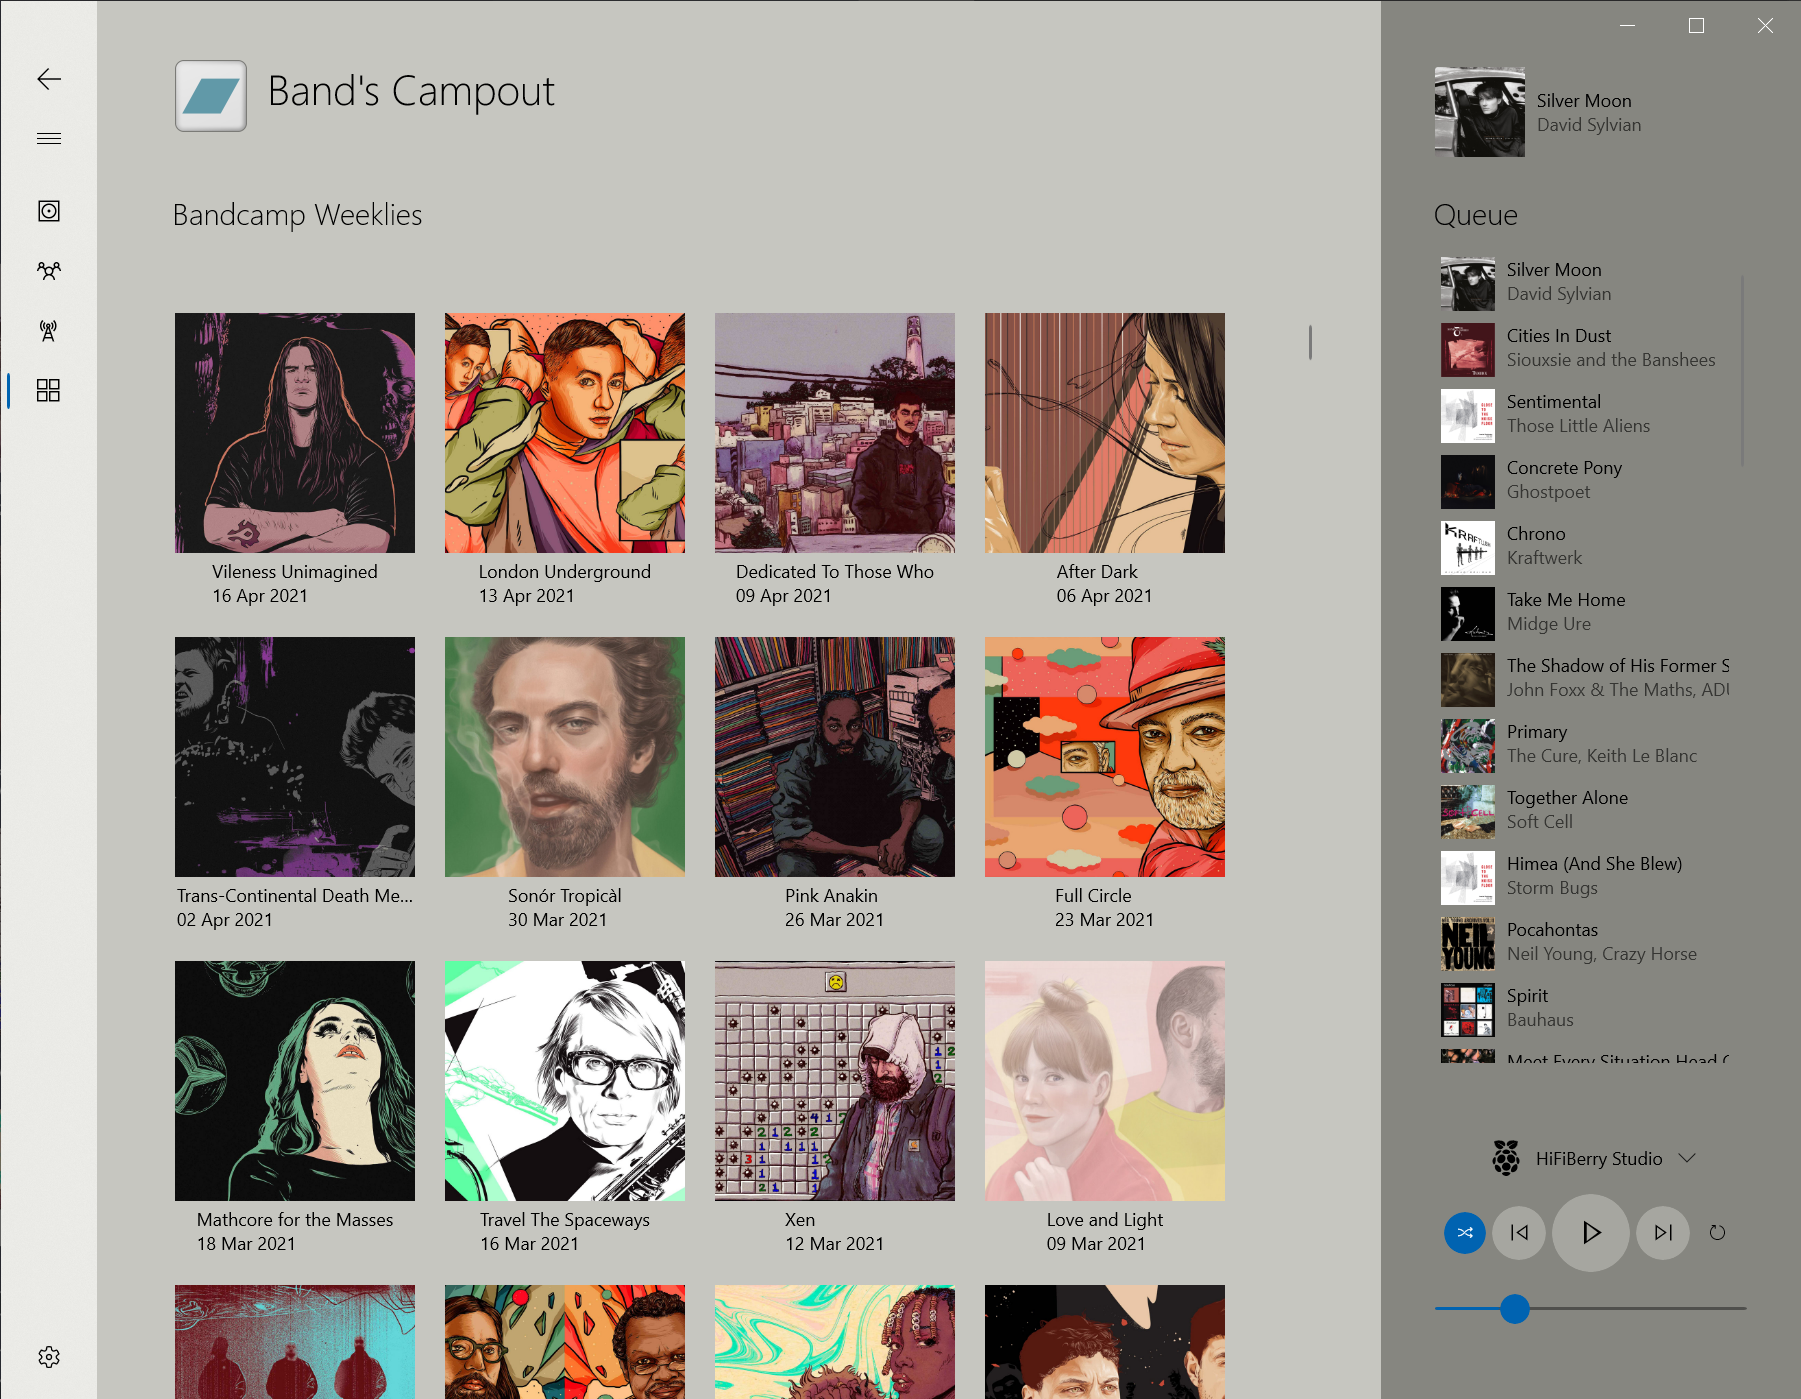 Band's Campout
Bandcamp Weeklies
Vileness Unimagined
16 Apr 2021
London Underground
13 Apr 2021
Dedicated To Those Who
09 Apr 2021
After Dark
06 Apr 2021
Trans-Continental Death Me...
02 Apr 2021
Sonór Tropicàl
30 Mar 2021
Pink Anakin
26 Mar 2021
Full Circle
23 Mar 2021
Mathcore for the Masses
18 Mar 2021
Travel The Spaceways
16 Mar 2021
Xen
12 Mar 2021
Love and Light
09 Mar 2021
Silver Moon
David Sylvian
Queue
Silver Moon
David Sylvian
Cities In Dust
Siouxsie and the Banshees
Sentimental
Those Little Aliens
Concrete Pony
Ghostpoet
Chrono
Kraftwerk
Take Me Home
Midge Ure
The Shadow of His Former S
John Foxx & The Maths, ADU
Primary
The Cure, Keith Le Blanc
Together Alone
Soft Cell
Himea (And She Blew)
Storm Bugs
NEIL
YOUNG
Pocahontas
Neil Young, Crazy Horse
Spirit
Bauhaus
Meet Every Situation Head
HiFiBerry Studio